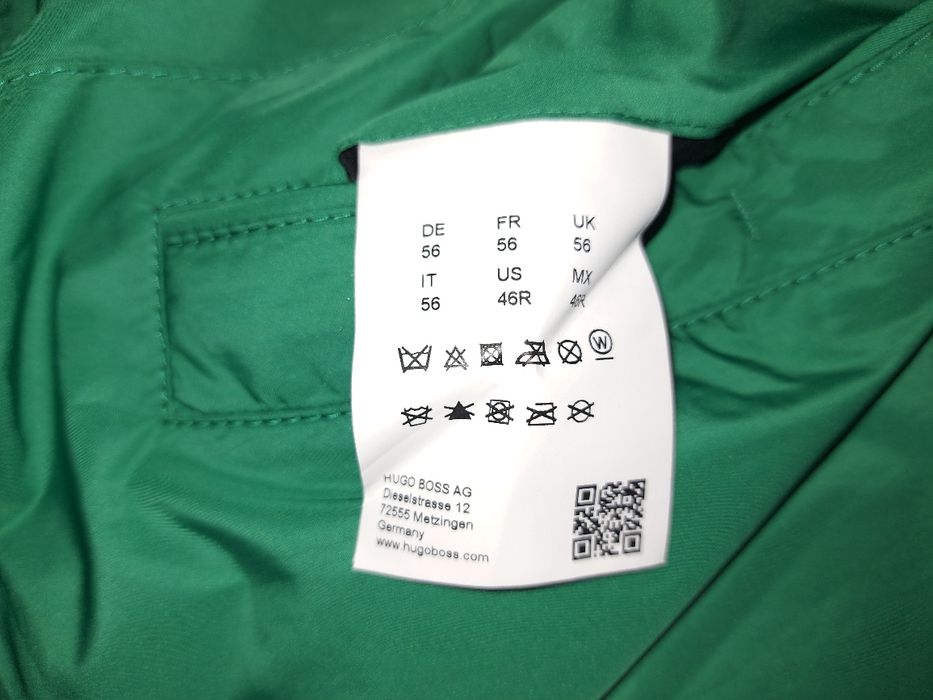 DE FR UK
56 56 56
IT US MX
56 46R 46R
W
HUGO BOSS AG
Dieselstrasse 12
72555 Metzingen
Germany
www.hugoboss.com